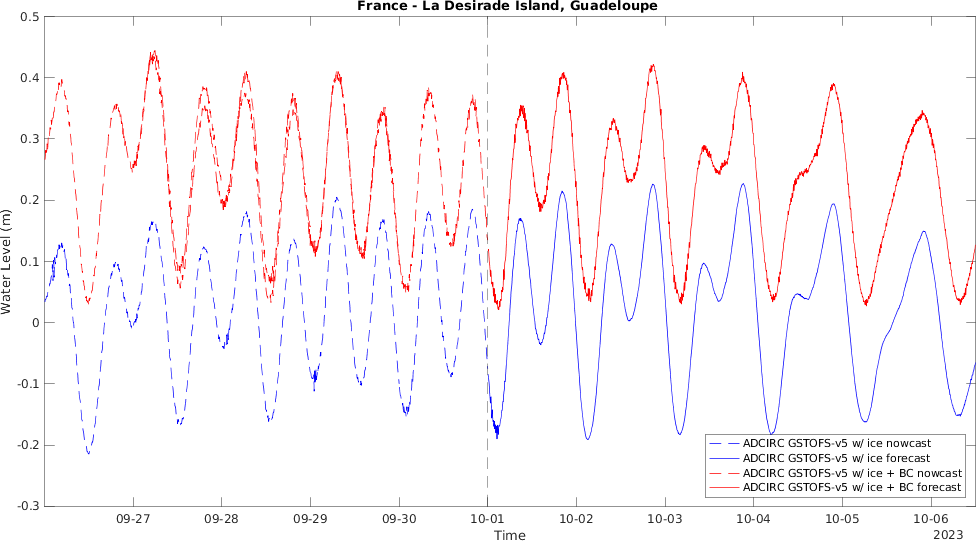 France - La Desirade Island, Guadeloupe
0.5
0.4
0.3
0.2
0.1
0
-0.1
-0.2
-0.3
Water Level (m)
ADCIRC GSTOFS-v5 w/ ice nowcast
ADCIRC GSTOFS-v5 w/ ice forecast
ADCIRC GSTOFS-v5 w/ ice + BC nowcast
ADCIRC GSTOFS-v5 w/ ice + BC forecast
09-27 09-28 09-29 09-30 10-01 10-02 10-03 10-04 10-05 10-06
Time
2023